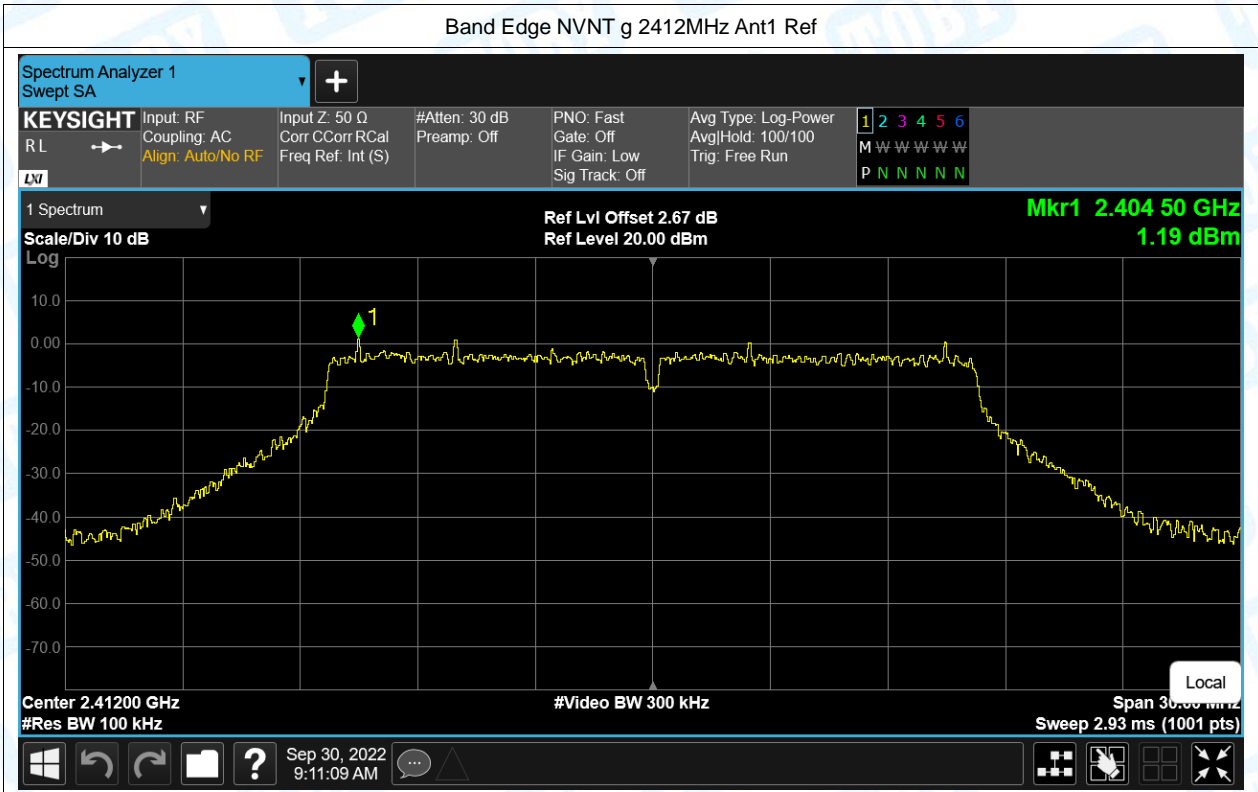 Band Edge NVNT g 2412MHz Ant1 Ref
Spectrum Analyzer 1
Swept SA
KEYSIGHT
R L
LXI
Input: RF
Coupling: AC
Align: Auto/No RF
Input Z: 50 Ω
Corr CCorr RCal
Freq Ref: Int (S)
#Atten: 30 dB
Preamp: Off
PNO: Fast
Gate: Off
IF Gain: Low
Sig Track: Off
Avg Type: Log-Power
Avg|Hold: 100/100
Trig: Free Run
1 2 3 4 5 6
M W W W W W
P N N N N N
1 Spectrum
Scale/Div 10 dB
Ref Lvl Offset 2.67 dB
Ref Level 20.00 dBm
Mkr1 2.404 50 GHz
1.19 dBm
Log
10.0
0.00
-10.0
-20.0
-30.0
-40.0
-50.0
-60.0
-70.0
1
Local
Center 2.41200 GHz
#Video BW 300 kHz
Span 30.00 MHz
#Res BW 100 kHz
Sweep 2.93 ms (1001 pts)
?
Sep 30, 2022
9:11:09 AM